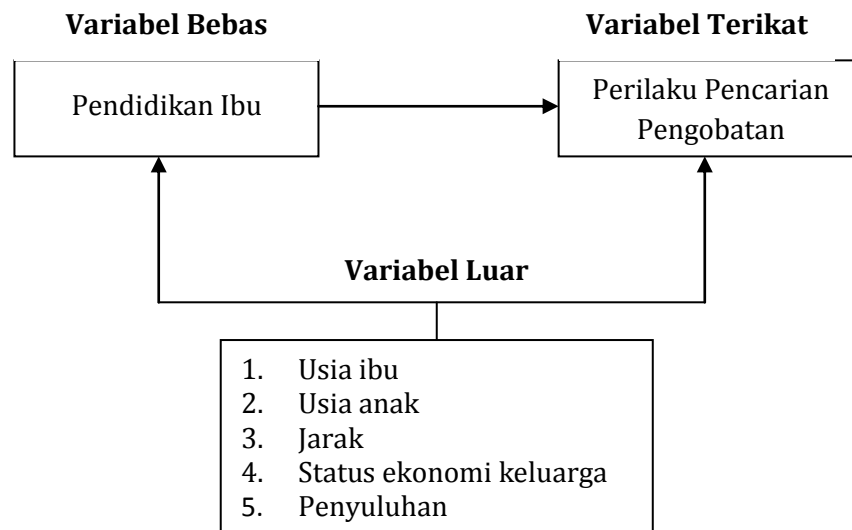 Variabel Bebas
Variabel Terikat
Pendidikan Ibu
Perilaku Pencarian
Pengobatan
Variabel Luar
1. Usia ibu
2. Usia anak
3. Jarak
4. Status ekonomi keluarga
5. Penyuluhan